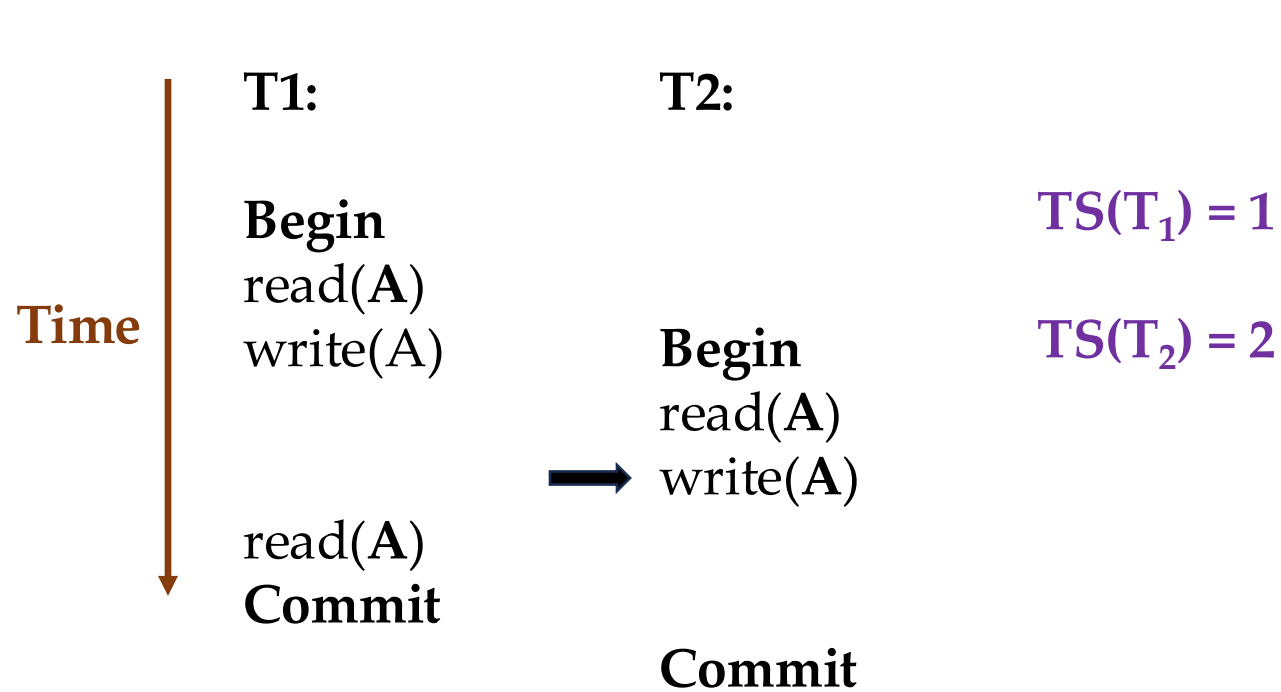 T1:
T2:
Begin
TS(T₁) = 1
read(A)
Time
write(A)
Begin
TS(T₂) = 2
read(A)
write(A)
read(A)
Commit
Commit